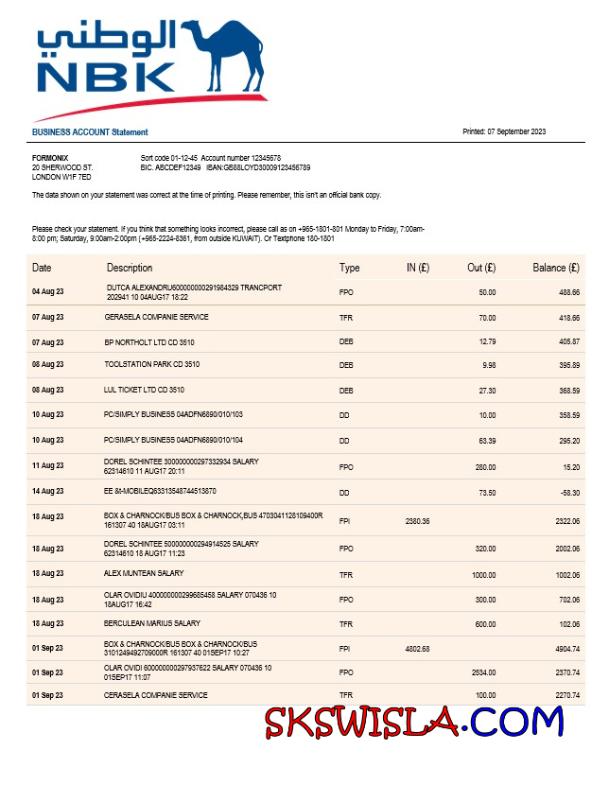 الوطني
NBK
BUSINESS ACCOUNT Statement
Printed: 07 September 2023
FORMONIX
Sort code 01-12-45 Account number 12345678
20 SHERWOOD ST.
BIC. ABCDEF12349 IBAN:GB88LOYD30009123456789
LONDON W1F 7ED
The data shown on your statement was correct at the time of printing. Please remember, this isn't an official bank copy.
Please check your statement. If you think that something looks incorrect, please call as on +965-1801-801 Monday to Friday, 7:00am-
8:00 pm; Saturday, 9:00am-2:00pm (+965-2224-8361, from outside KUWAIT). Or Textphone 180-1801
Date Description Type IN (£) Out (£) Balance (£)
04 Aug 23 DUTCA ALEXANDRU600000000291984329 TRANCPORT FPO 50.00 488.66
202941 10 04AUG17 18:22
07 Aug 23 GERASELA COMPANIE SERVICE TFR 70.00 418.66
07 Aug 23 BP NORTHOLT LTD CD 3510 DEB 12.79 405.87
08 Aug 23 TOOLSTATION PARK CD 3510 DEB 9.98 395.89
08 Aug 23 LUL TICKET LTD CD 3510 DEB 27.30 368.59
10 Aug 23 PC/SIMPLY BUSINESS 04ADFN6890/010/103 DD 10.00 358.59
10 Aug 23 PC/SIMPLY BUSINESS 04ADFN6890/010/104 DD 63.39 295.20
11 Aug 23 DOREL SCHINTEE 300000000297332934 SALARY FPO 280.00 15.20
62314610 11 AUG17 20:11
14 Aug 23 EE &t-MOBILEQ63313548744513870 DD 73.50 -58.30
18 Aug 23 BOX & CHARNOCK/BUS BOX & CHARNOCK,BUS 4703041128109400R FPI 2380.36 2322.06
161307 40 18AUG17 03:11
18 Aug 23 DOREL SCHINTEE 500000000294914525 SALARY FPO 320.00 2002.06
62314610 18 AUG17 11:23
18 Aug 23 ALEX MUNTEAN SALARY TFR 1000.00 1002.06
18 Aug 23 OLAR OVIDIU 400000000299685458 SALARY 070436 10 FPO 300.00 702.06
18AUG17 16:42
18 Aug 23 BERCULEAN MARIUS SALARY TFR 600.00 102.06
01 Sep 23 BOX & CHARNOCK/BUS BOX & CHARNOCK/BUS FPI 4802.68 4904.74
3101249492709000R 161307 40 01SEP17 10:27
01 Sep 23 OLAR OVIDI 600000000297937622 SALARY 070436 10 FPO 2534.00 2370.74
01SEP17 11:07
01 Sep 23 CERASELA COMPANIE SERVICE TFR 100.00 2270.74
SKSWISLA.COM